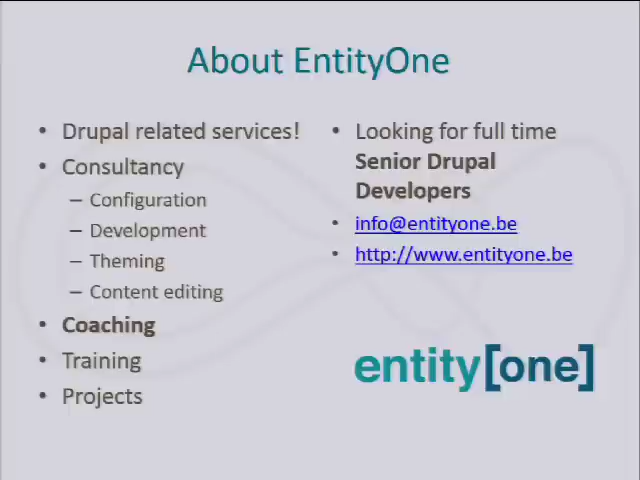 About EntityOne
• Drupal related services!
• Consultancy
– Configuration
– Development
– Theming
– Content editing
• Coaching
• Training
• Projects
• Looking for full time
Senior Drupal
Developers
• info@entityone.be
• http://www.entityone.be
entity[one]